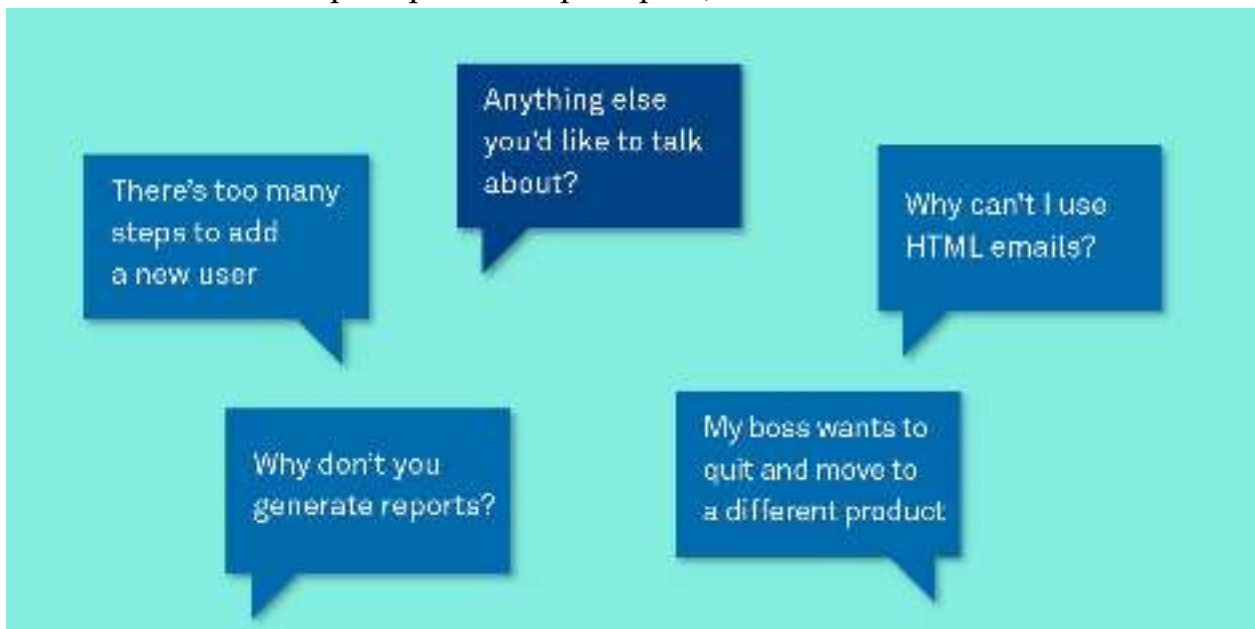 Anything else
you'd like to talk
about?
There's too many
steps to add
a new user
Why can't I use
HTML emails?
Why don't you
generate reports?
My boss wants to
quit and move to
a different product